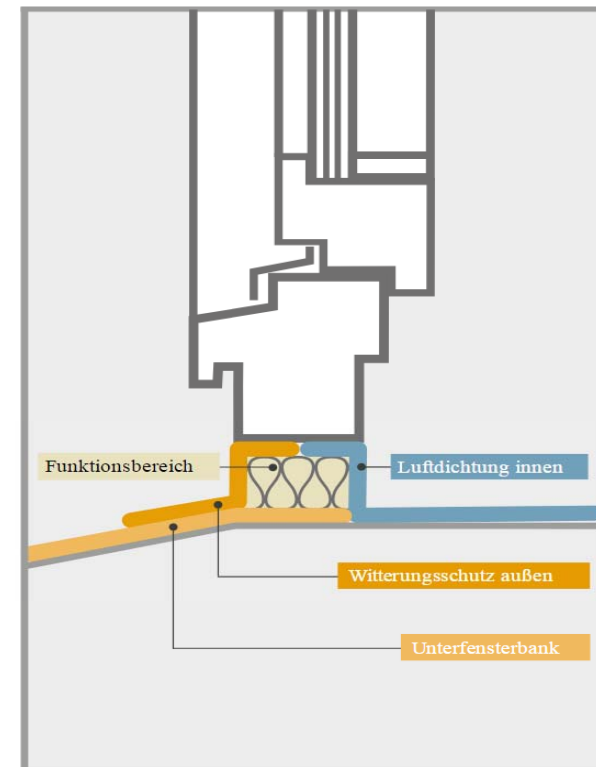 Funktionsbereich
Luftdichtung innen
Witterungsschutz außen
Unterfensterbank